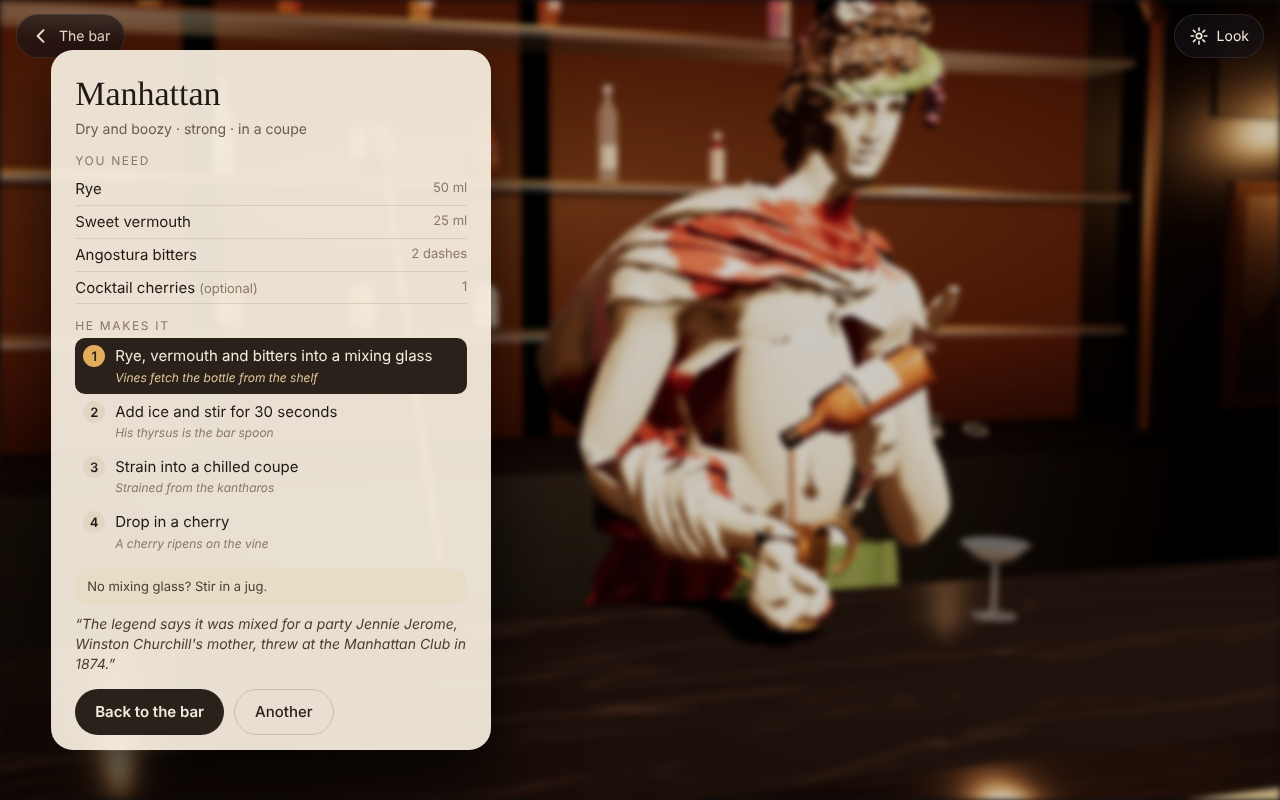 The bar
Look
Manhattan
Dry and boozy · strong · in a coupe
YOU NEED
Rye 50 ml
Sweet vermouth 25 ml
Angostura bitters 2 dashes
Cocktail cherries (optional) 1
HE MAKES IT
1 Rye, vermouth and bitters into a mixing glass
Vines fetch the bottle from the shelf
2 Add ice and stir for 30 seconds
His thyrsus is the bar spoon
3 Strain into a chilled coupe
Strained from the kantharos
4 Drop in a cherry
A cherry ripens on the vine
No mixing glass? Stir in a jug.
“The legend says it was mixed for a party Jennie Jerome,
Winston Churchill's mother, threw at the Manhattan Club in
1874.”
Back to the bar
Another